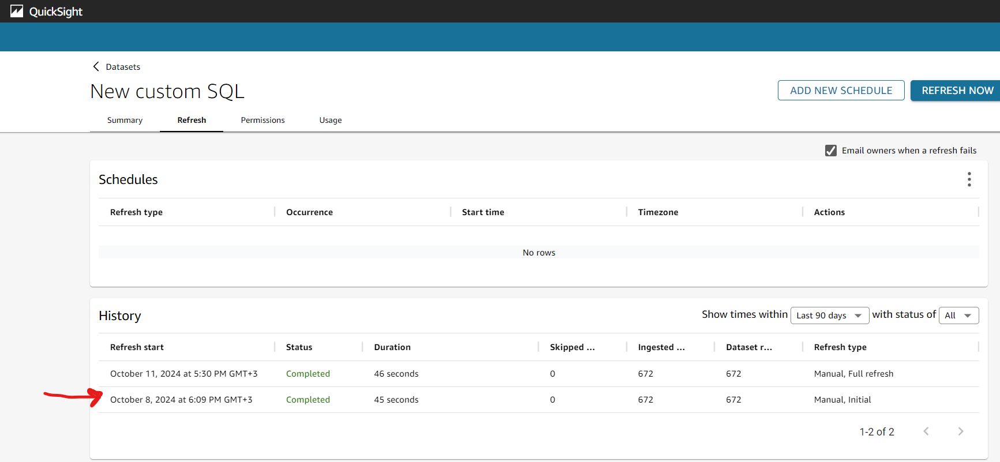 QuickSight
Datasets
New custom SQL
ADD NEW SCHEDULE
REFRESH NOW
Summary Refresh Permissions Usage
Email owners when a refresh fails
Schedules
Refresh type Occurrence Start time Timezone Actions
No rows
History
Show times within Last 90 days with status of All
Refresh start Status Duration Skipped ... Ingested ... Dataset r... Refresh type
October 11, 2024 at 5:30 PM GMT+3 Completed 46 seconds 0 672 672 Manual, Full refresh
October 8, 2024 at 6:09 PM GMT+3 Completed 45 seconds 0 672 672 Manual, Initial
1-2 of 2